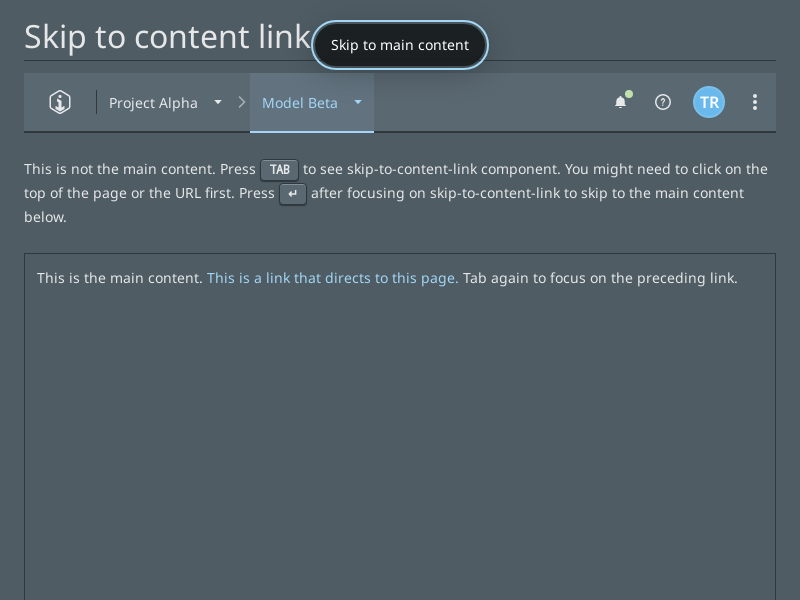 Skip to content link
Skip to main content
Project Alpha
Model Beta
TR
This is not the main content. Press TAB to see skip-to-content-link component. You might need to click on the
top of the page or the URL first. Press ↵ after focusing on skip-to-content-link to skip to the main content
below.
This is the main content. This is a link that directs to this page. Tab again to focus on the preceding link.